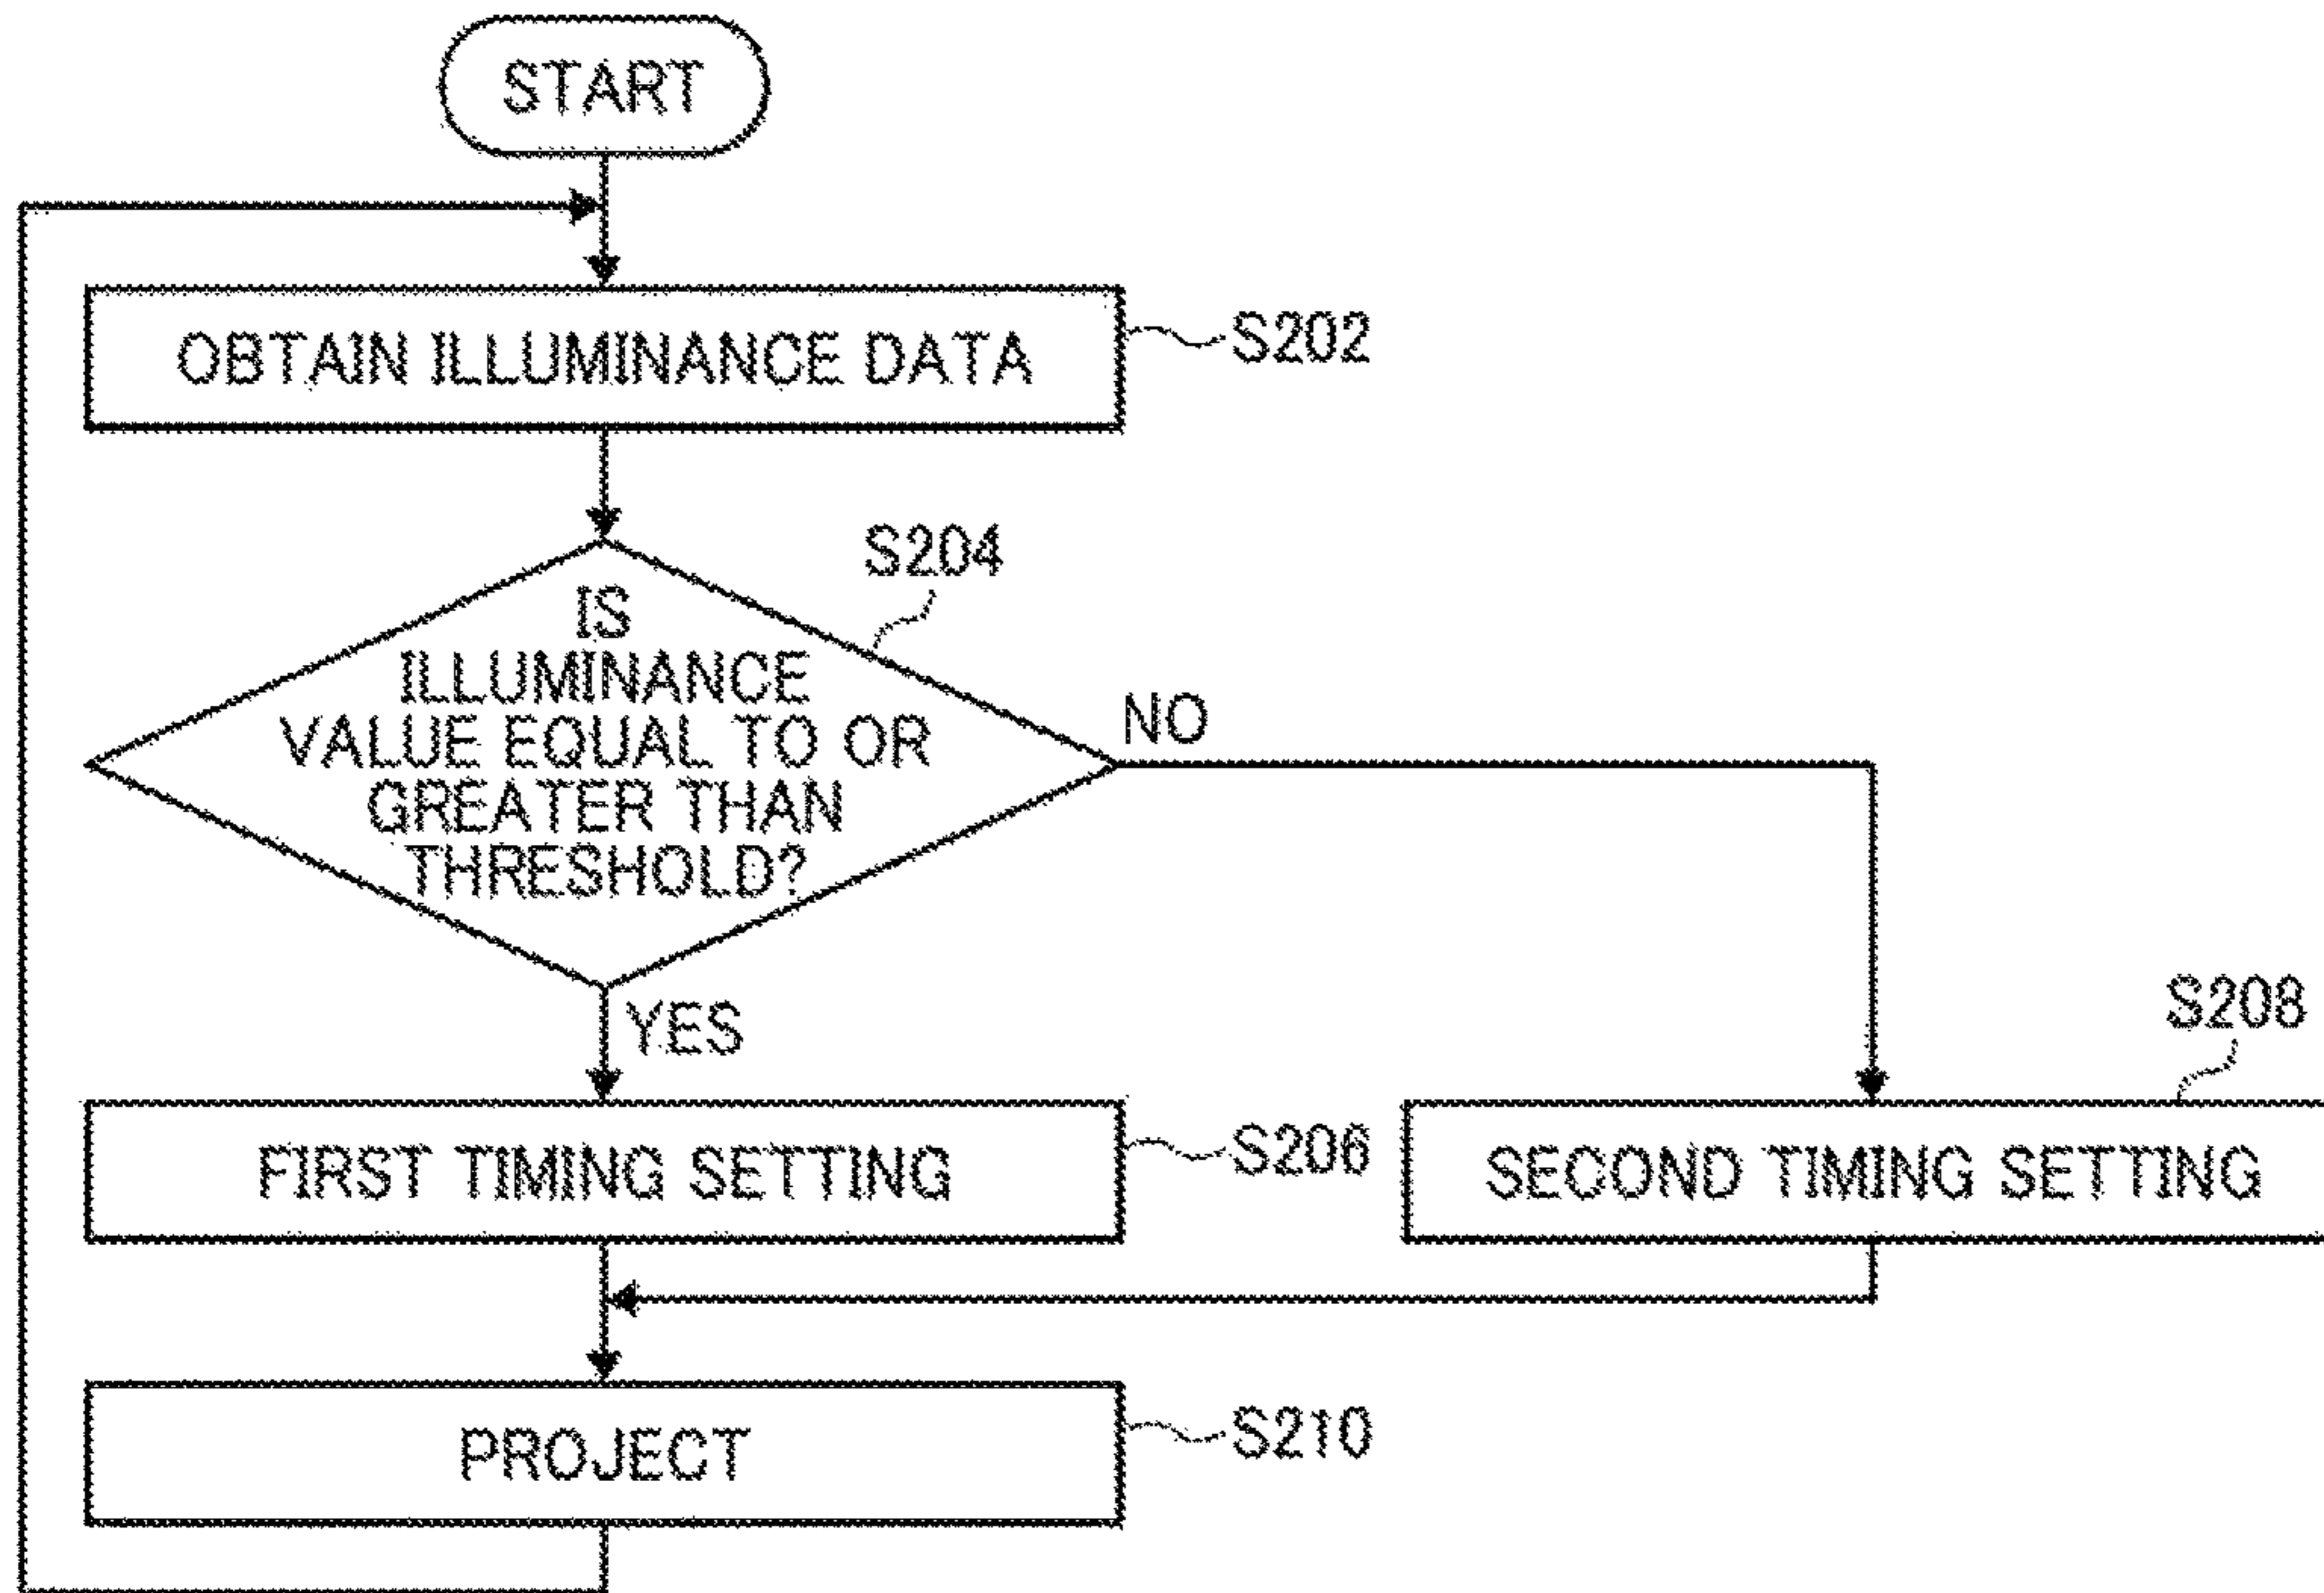 START
OBTAIN ILLUMINANCE DATA
S202
S204
IS
ILLUMINANCE
VALUE EQUAL TO OR
GREATER THAN
THRESHOLD?
NO
YES
S208
FIRST TIMING SETTING
S206
SECOND TIMING SETTING
PROJECT
S210